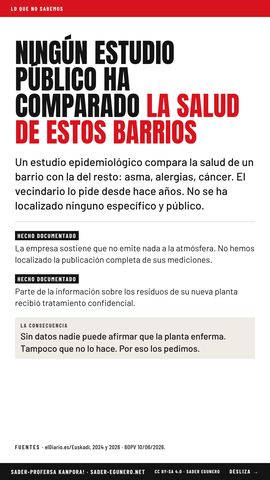 LO QUE NO SABEMOS
NINGÚN ESTUDIO
PÚBLICO HA
COMPARADO LA SALUD
DE ESTOS BARRIOS
Un estudio epidemiológico compara la salud de un
barrio con la del resto: asma, alergias, cáncer. El
vecindario lo pide desde hace años. No se ha
localizado ninguno específico y público.
HECHO DOCUMENTADO
La empresa sostiene que no emite nada a la atmósfera. No hemos
localizado la publicación completa de sus mediciones.
HECHO DOCUMENTADO
Parte de la información sobre los residuos de su nueva planta
recibió tratamiento confidencial.
LA CONSECUENCIA
Sin datos nadie puede afirmar que la planta enferma.
Tampoco que no lo hace. Por eso los pedimos.
FUENTES · elDiario.es/Euskadi, 2024 y 2026 · BOPV 10/06/2026.
SADER-PROFERSA KANPORA! · SADER-EGUNERO.NET CC BY-SA 4.0 · SADER EGUNERO DESLIZA →